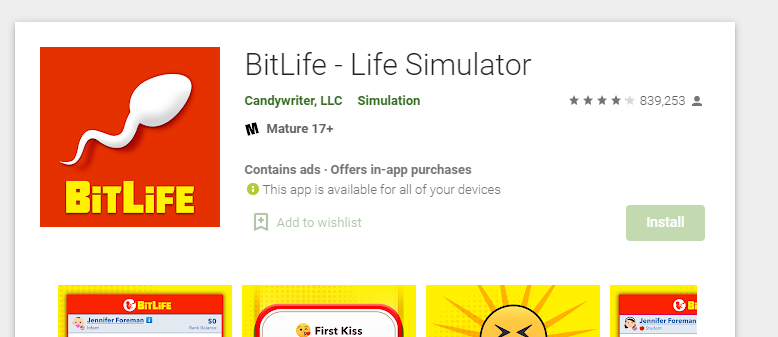 BitLife - Life Simulator
Candywriter, LLC Simulation
839,253
M Mature 17+
Contains ads · Offers in-app purchases
This app is available for all of your devices
Add to wishlist
Install
BITLIFE
BITLIFE
Jennifer Foreman
$0
Infant
Bank Balance
First Kiss
BITLIFE
Jennifer Foreman
Student